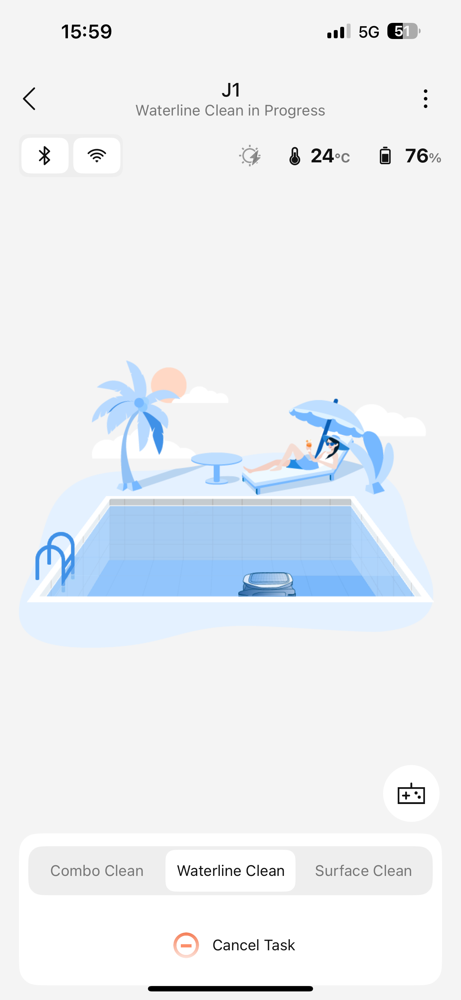 15:59
5G
51
J1
Waterline Clean in Progress
24°C
76%
Combo Clean
Waterline Clean
Surface Clean
Cancel Task